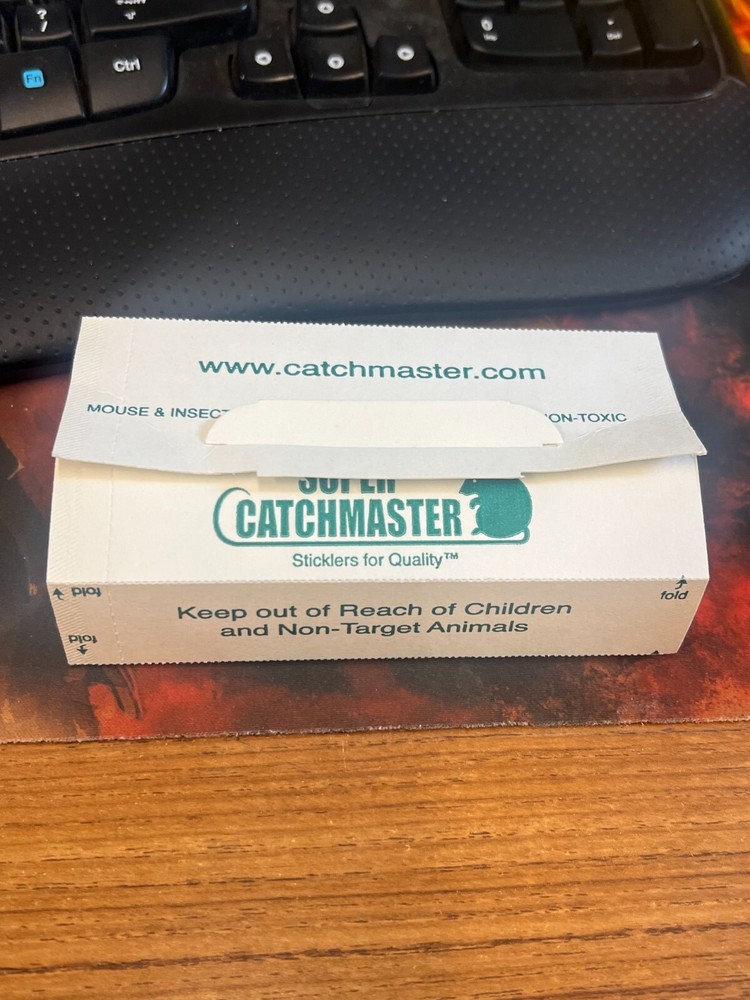 ?
/
Fn
Ctrl
www.catchmaster.com
MOUSE & INSECT
ON-TOXIC
SUPER
CATCHMASTER
Sticklers for Quality™
fold
fold
fold
Keep out of Reach of Children
and Non-Target Animals